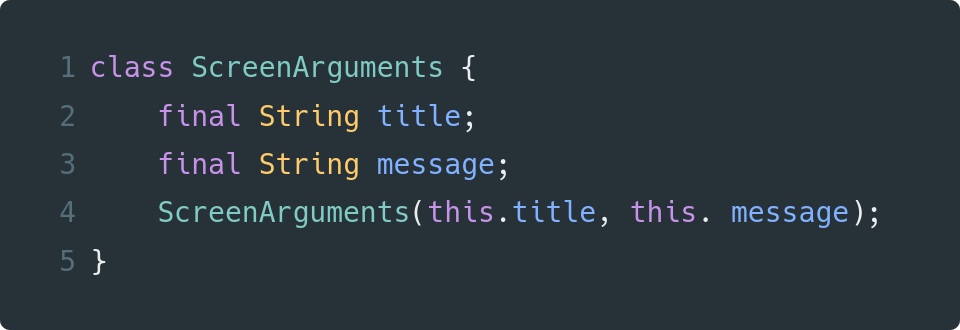 1 class ScreenArguments {
2     final String title;
3     final String message;
4     ScreenArguments(this.title, this. message);
5 }